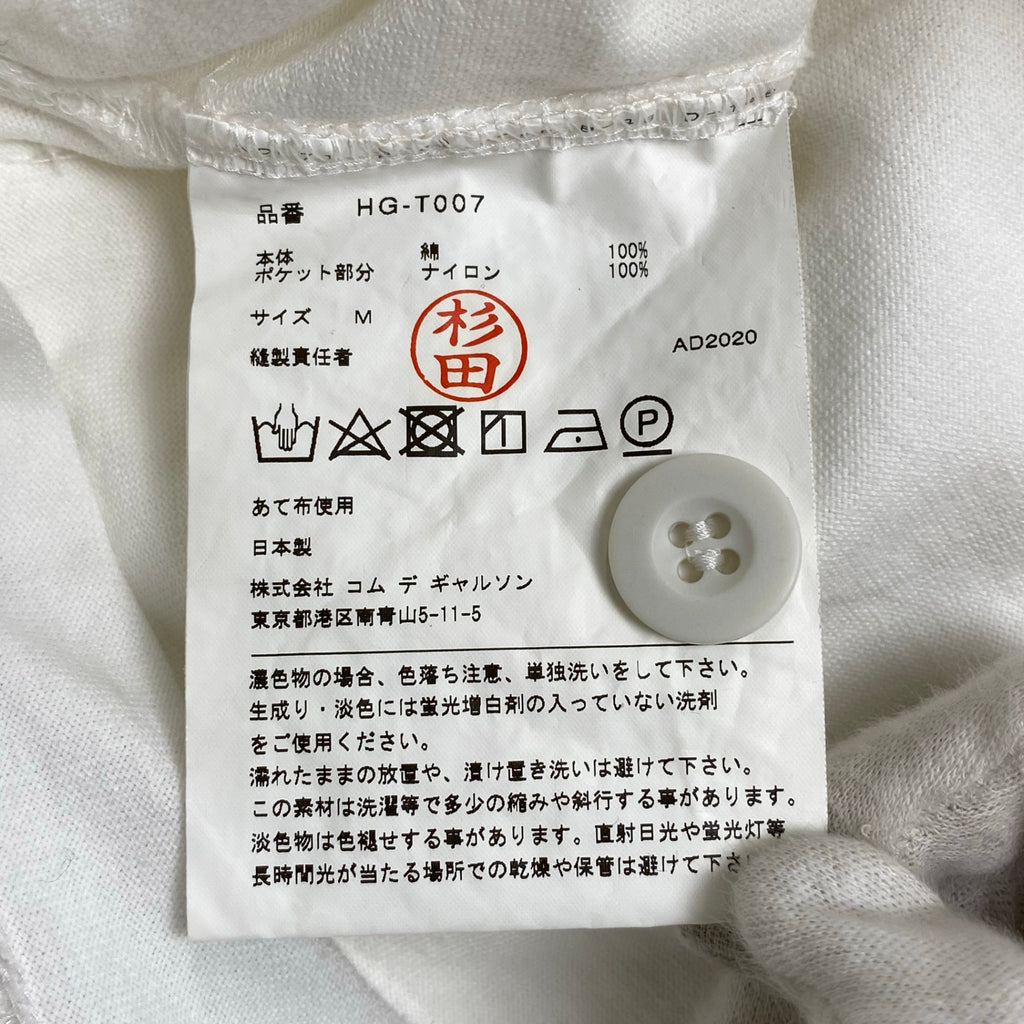 品番 HG-T007
本体 綿 100%
ポケット部分 ナイロン 100%
サイズ M
杉田
縫製責任者
AD2020
P
あて布使用
日本製
株式会社 コム デ ギャルソン
東京都港区南青山5-11-5
濃色物の場合、色落ち注意、単独洗いをして下さい。
生成り・淡色には蛍光増白剤の入っていない洗剤
をご使用ください。
濡れたままの放置や、漬け置き洗いは避けて下さい。
この素材は洗濯等で多少の縮みや斜行する事があります。
淡色物は色褪せする事があります。直射日光や蛍光灯等
長時間光が当たる場所での乾燥や保管は避けて下さ